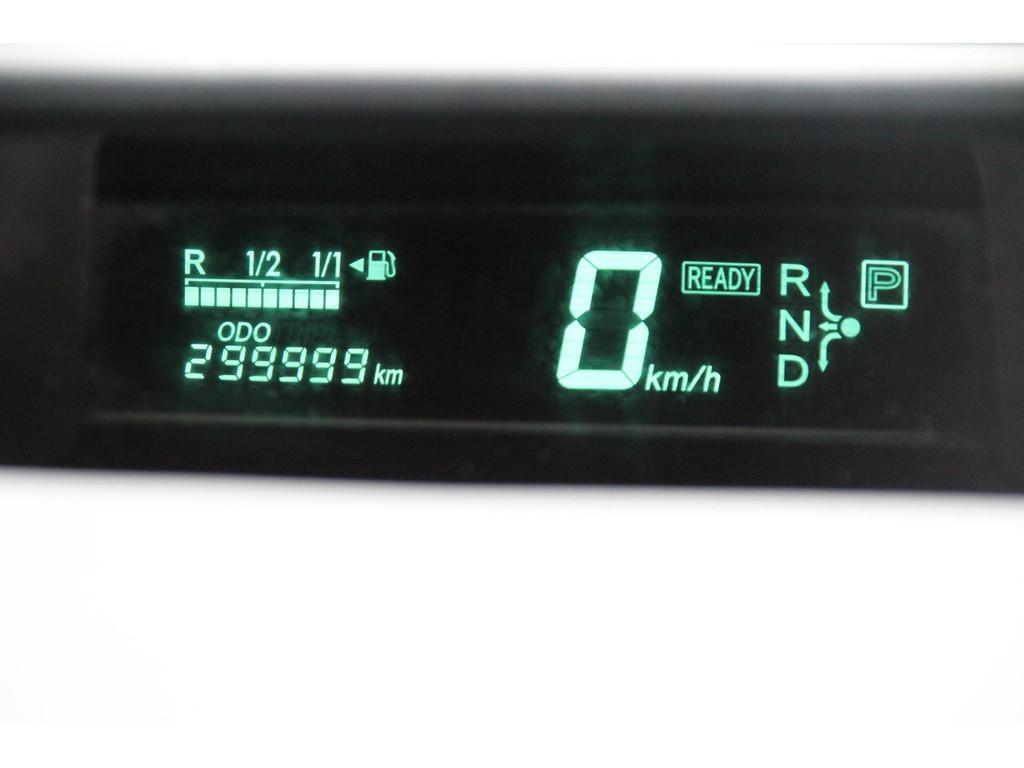 R 1/2 1/1
ODO
299999 km
0 km/h
READY
R
N
D
P